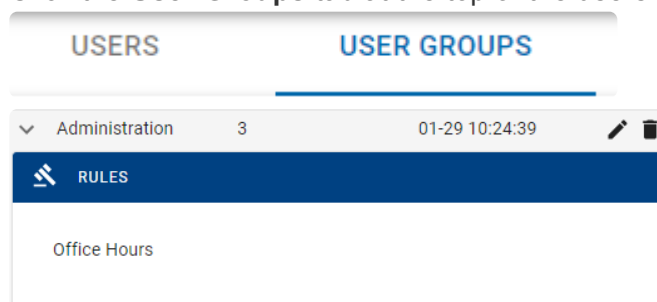 USERS USER GROUPS
Administration 3 01-29 10:24:39
RULES
Office Hours